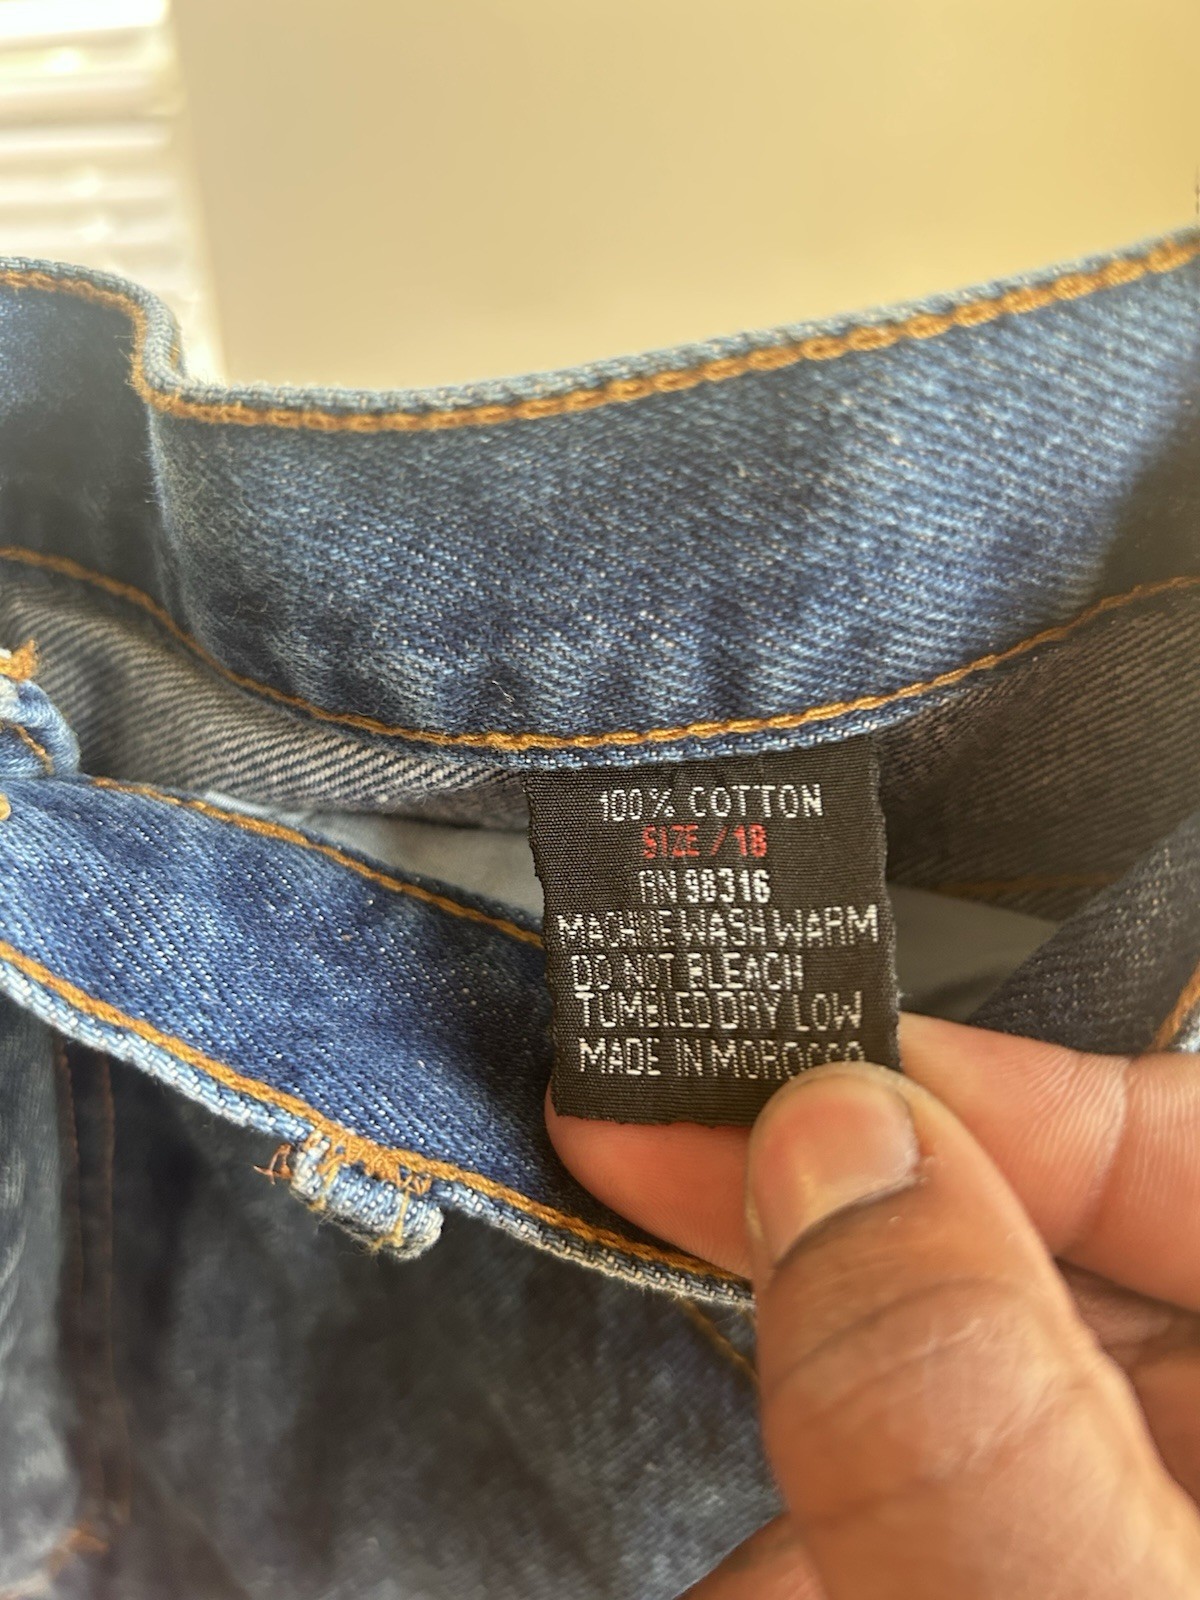 100% COTTON
SIZE / 18
RN 98316
MACHINE WASH WARM
DO NOT BLEACH
TUMBLED DRY LOW
MADE IN MOROCCO